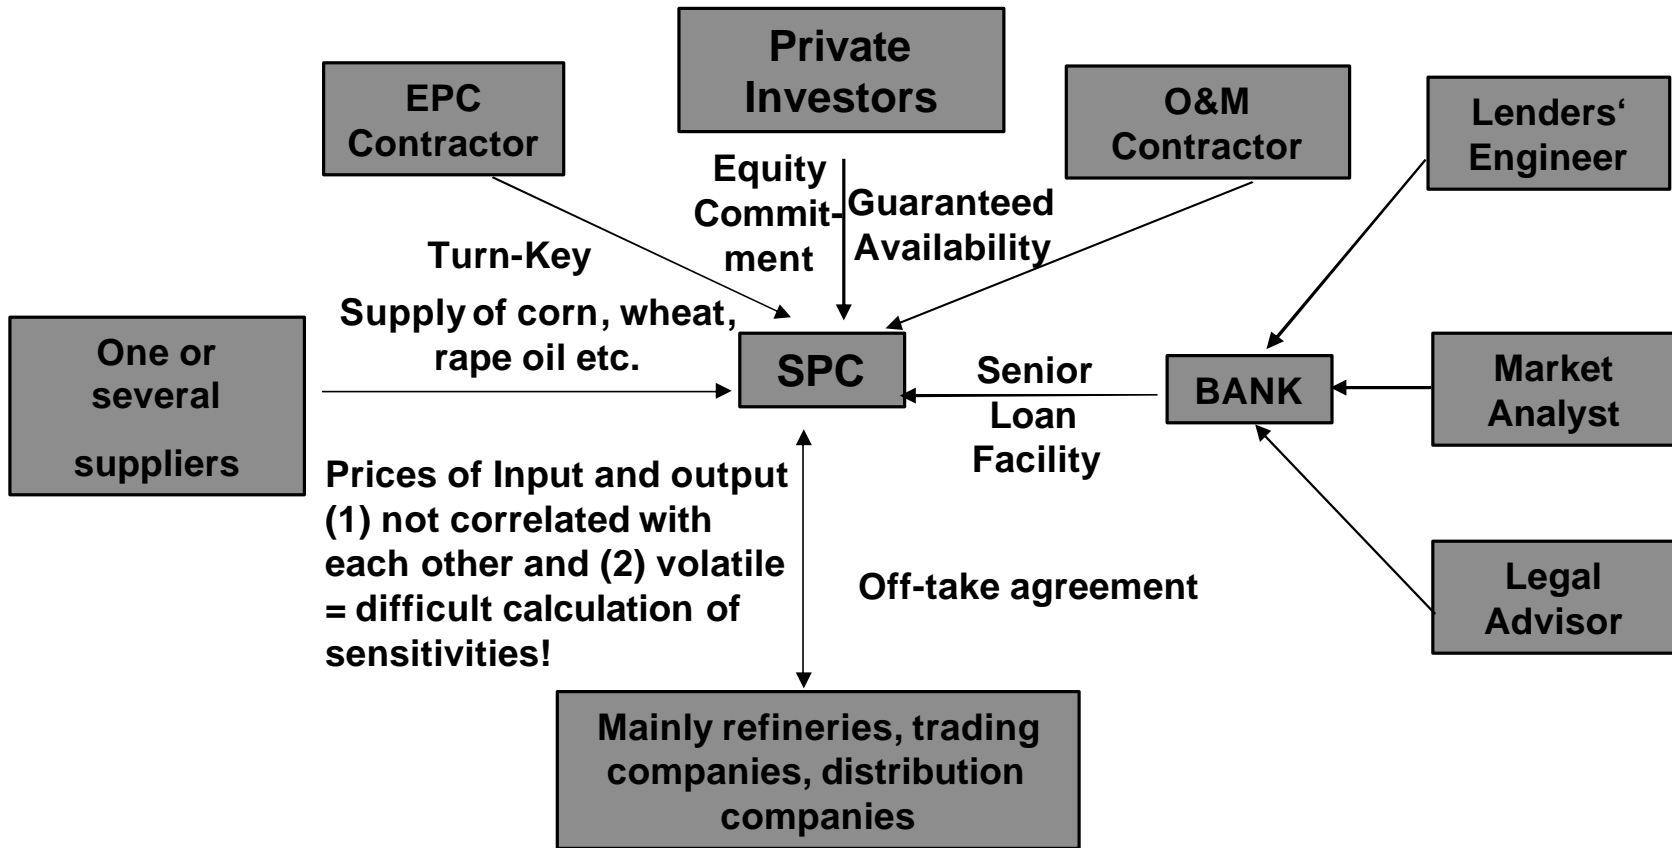 Private
Investors
EPC
Contractor
O&M
Contractor
Lenders‘
Engineer
Equity
Commit-
ment
Guaranteed
Availability
Turn-Key
Supply of corn, wheat,
rape oil etc.
One or
several
suppliers
SPC
Senior
Loan
Facility
BANK
Market
Analyst
Prices of Input and output
(1) not correlated with
each other and (2) volatile
= difficult calculation of
sensitivities!
Off-take agreement
Legal
Advisor
Mainly refineries, trading
companies, distribution
companies